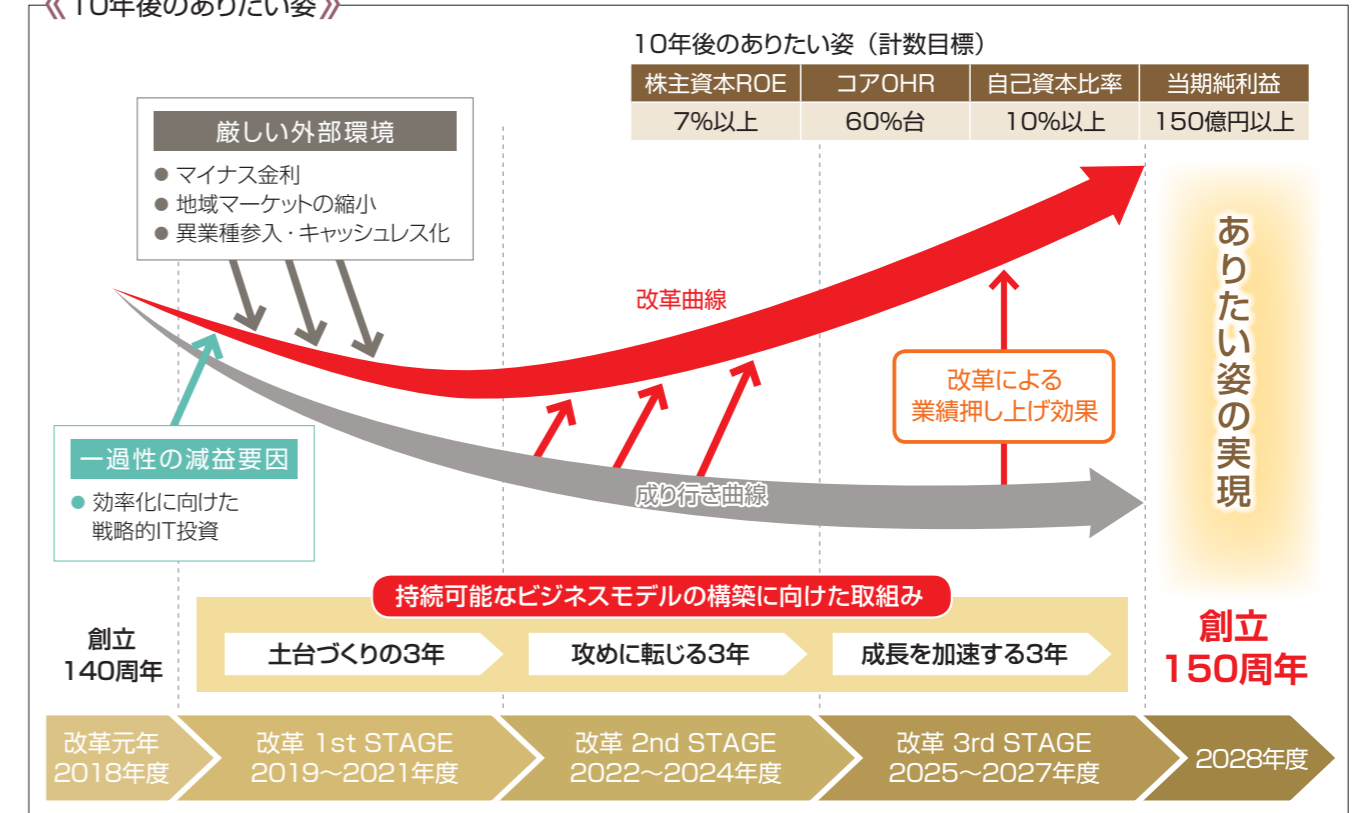 《10年後のありたい姿》
10年後のありたい姿（計数目標）
株主資本ROE コアOHR 自己資本比率 当期純利益
7%以上 60%台 10%以上 150億円以上
厳しい外部環境
● マイナス金利
● 地域マーケットの縮小
● 異業種参入・キャッシュレス化
改革曲線
ありたい姿の実現
改革による
業績押し上げ効果
一過性の減益要因
● 効率化に向けた
戦略的IT投資
成り行き曲線
持続可能なビジネスモデルの構築に向けた取組み
創立
140周年
土台づくりの3年 攻めに転じる3年 成長を加速する3年
創立
150周年
改革元年
2018年度
改革 1st STAGE
2019～2021年度
改革 2nd STAGE
2022～2024年度
改革 3rd STAGE
2025～2027年度
2028年度